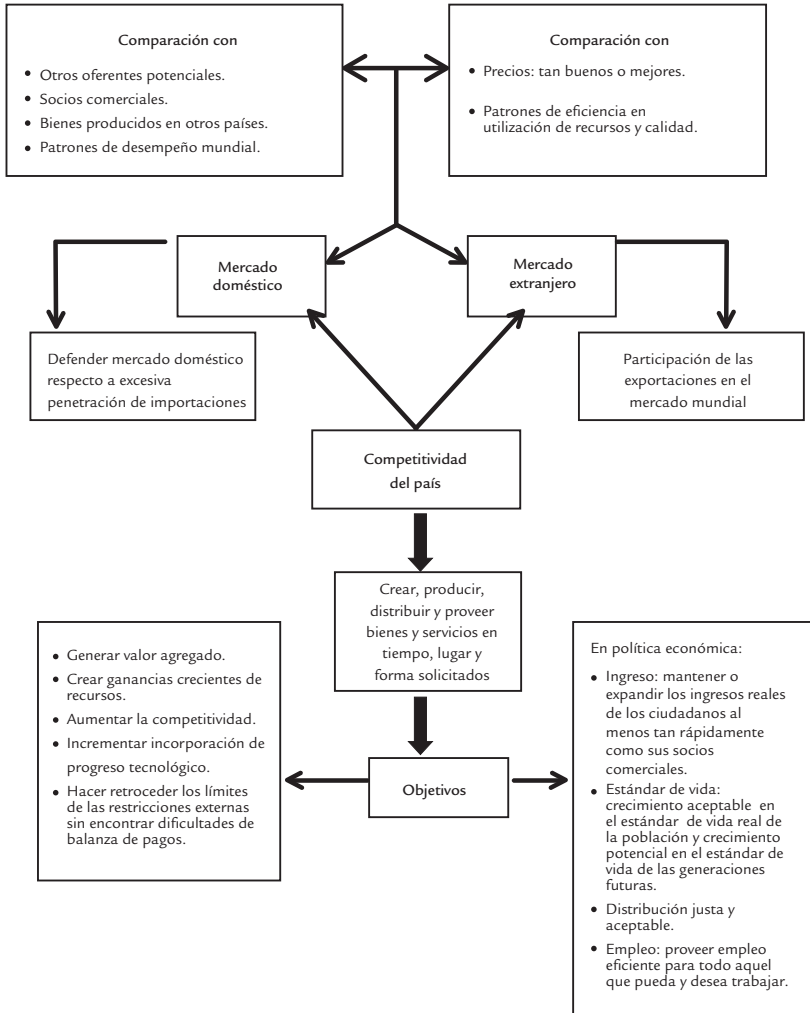 Comparación con
• Otros oferentes potenciales.
• Socios comerciales.
• Bienes producidos en otros países.
• Patrones de desempeño mundial.
Comparación con
• Precios: tan buenos o mejores.
• Patrones de eficiencia en
utilización de recursos y calidad.
Mercado
doméstico
Mercado
extranjero
Defender mercado doméstico
respecto a excesiva
penetración de importaciones
Participación de las
exportaciones en el
mercado mundial
Competitividad
del país
Crear, producir,
distribuir y proveer
bienes y servicios en
tiempo, lugar y
forma solicitados
• Generar valor agregado.
• Crear ganancias crecientes de
recursos.
• Aumentar la competitividad.
• Incrementar incorporación de
progreso tecnológico.
• Hacer retroceder los límites
de las restricciones externas
sin encontrar dificultades de
balanza de pagos.
Objetivos
En política económica:
• Ingreso: mantener o
expandir los ingresos reales
de los ciudadanos al
menos tan rápidamente
como sus socios
comerciales.
• Estándar de vida:
crecimiento aceptable en
el estándar de vida real de
la población y crecimiento
potencial en el estándar de
vida de las generaciones
futuras.
• Distribución justa y
aceptable.
• Empleo: proveer empleo
eficiente para todo aquel
que pueda y desea trabajar.